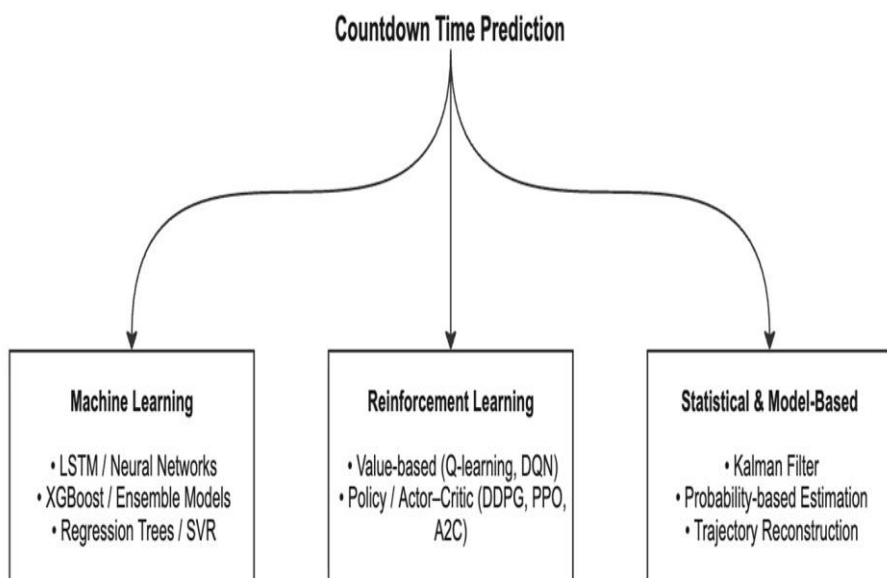 Countdown Time Prediction
Machine Learning
• LSTM / Neural Networks
• XGBoost / Ensemble Models
• Regression Trees / SVR
Reinforcement Learning
• Value-based (Q-learning, DQN)
• Policy / Actor–Critic (DDPG, PPO,
A2C)
Statistical & Model-Based
• Kalman Filter
• Probability-based Estimation
• Trajectory Reconstruction